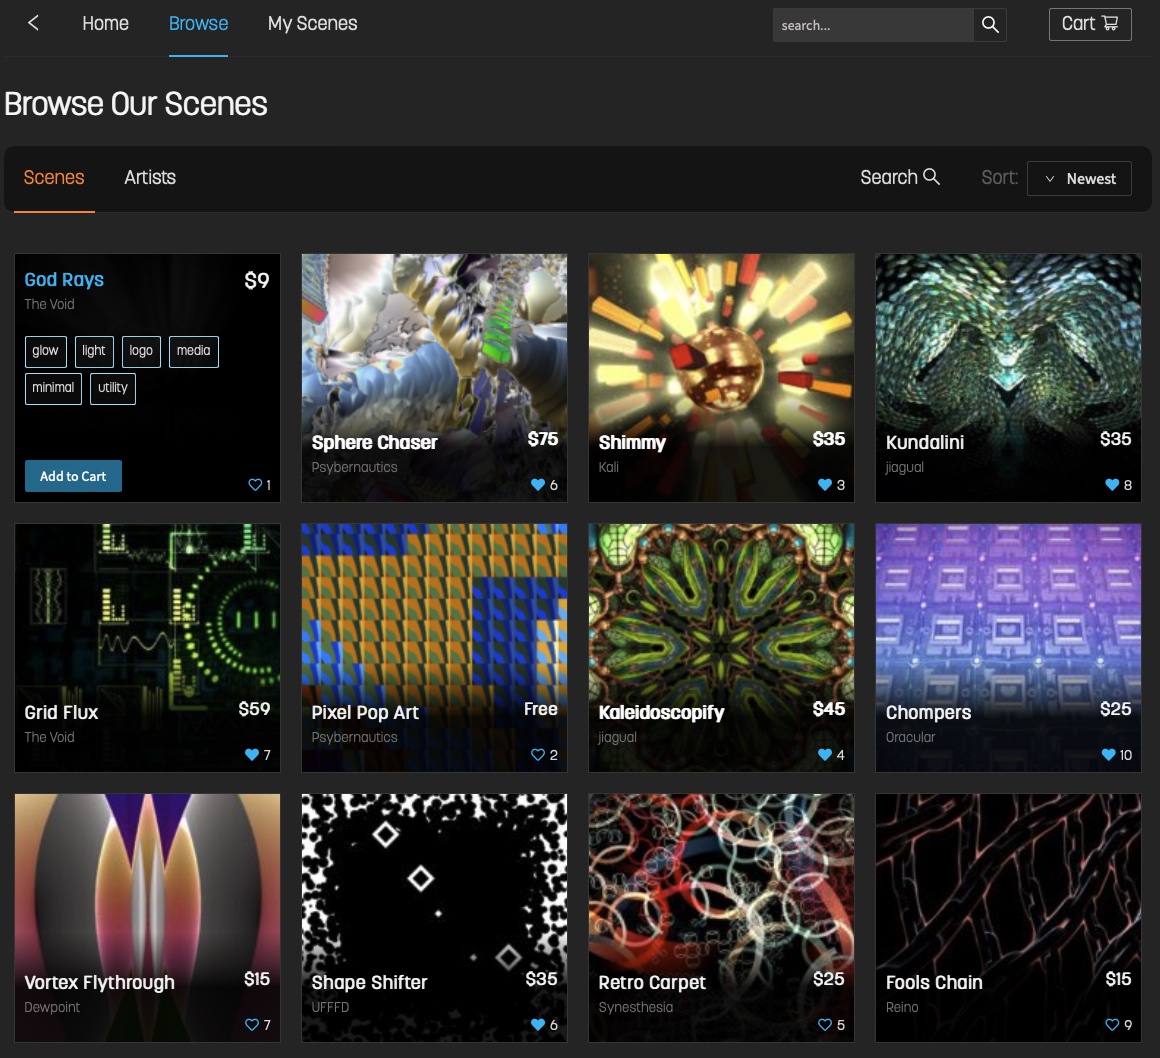 Home Browse My Scenes search... Cart
Browse Our Scenes
Scenes Artists Search Sort: Newest
God Rays $9
The Void
glow light logo media
minimal utility
Add to Cart 1
Sphere Chaser $75
Psybernautics
6
Shimmy $35
Kali
3
Kundalini $35
jiagual
8
Grid Flux $59
The Void
7
Pixel Pop Art Free
Psybernautics
2
Kaleidoscopify $45
jiagual
4
Chompers $25
Oracular
10
Vortex Flythrough $15
Dewpoint
7
Shape Shifter $35
UFFFD
6
Retro Carpet $25
Synesthesia
5
Fools Chain $15
Reino
9